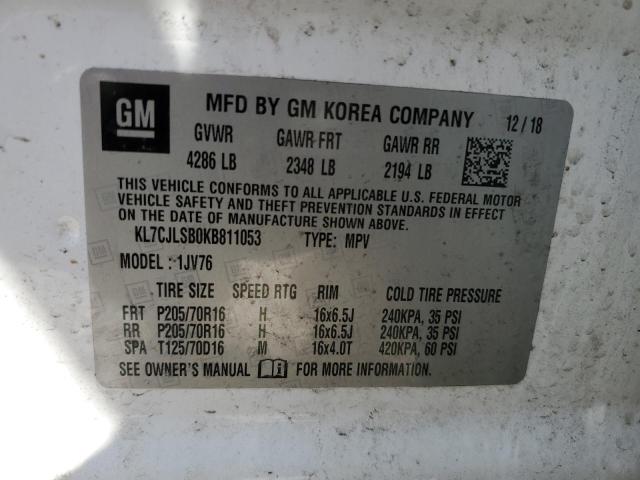 GM MFD BY GM KOREA COMPANY 12/18
GVWR GAWR FRT GAWR RR
4286 LB 2348 LB 2194 LB
THIS VEHICLE CONFORMS TO ALL APPLICABLE U.S. FEDERAL MOTOR
VEHICLE SAFETY AND THEFT PREVENTION STANDARDS IN EFFECT
ON THE DATE OF MANUFACTURE SHOWN ABOVE.
KL7CJLSB0KB811053 TYPE: MPV
MODEL: 1JV76
TIRE SIZE SPEED RTG RIM COLD TIRE PRESSURE
FRT P205/70R16 H 16x6.5J 240KPA, 35 PSI
RR P205/70R16 H 16x6.5J 240KPA, 35 PSI
SPA T125/70D16 M 16x4.0T 420KPA, 60 PSI
SEE OWNER'S MANUAL FOR MORE INFORMATION